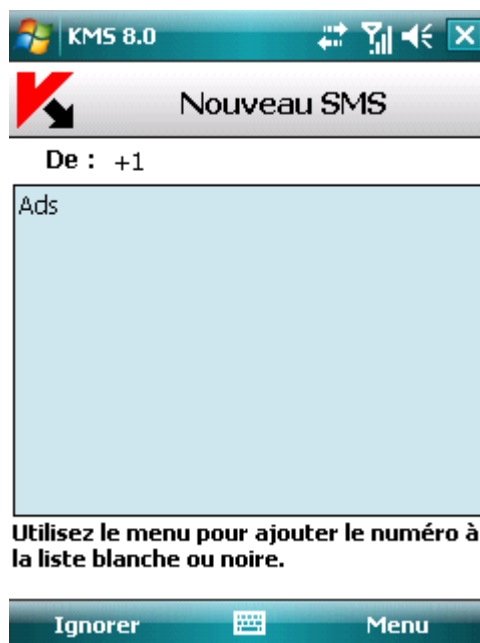 KMS 8.0
Nouveau SMS
De : +1
Ads
Utilisez le menu pour ajouter le numéro à
la liste blanche ou noire.
Ignorer Menu